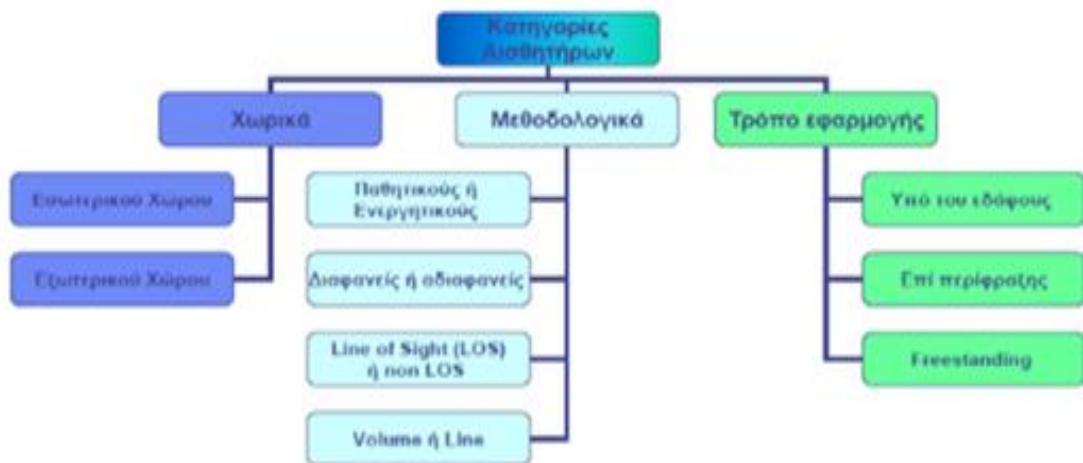 Κατηγορίες
Αισθητήρων
Χωρικά
Μεθοδολογικά
Τρόπο εφαρμογής
Εσωτερικού Χώρου
Εξωτερικού Χώρου
Παθητικούς ή
Ενεργητικούς
Διαφανείς ή αδιαφανείς
Line of Sight (LOS)
ή non LOS
Volume ή Line
Υπό του εδάφους
Επί περίφραξης
Freestanding